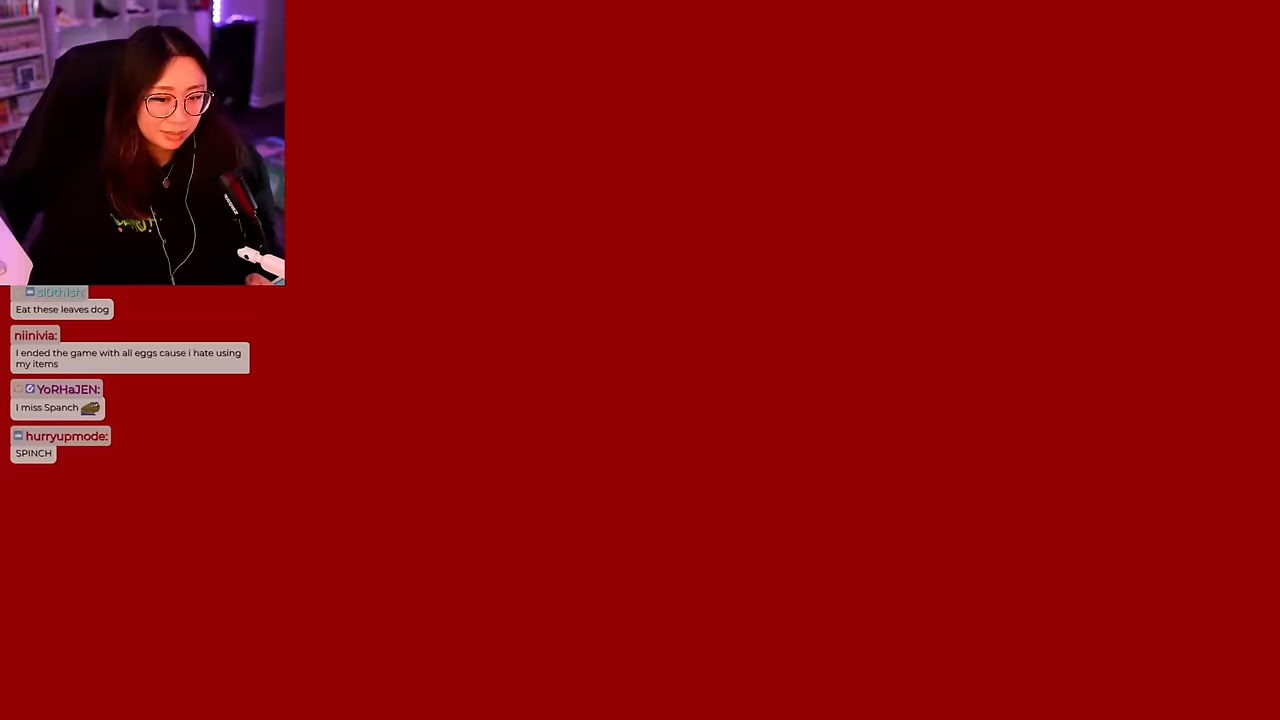 sl0th1sh:
Eat these leaves dog
niinivia:
I ended the game with all eggs cause i hate using
my items
YoRHaJEN:
I miss Spanch
hurryupmode:
SPINCH